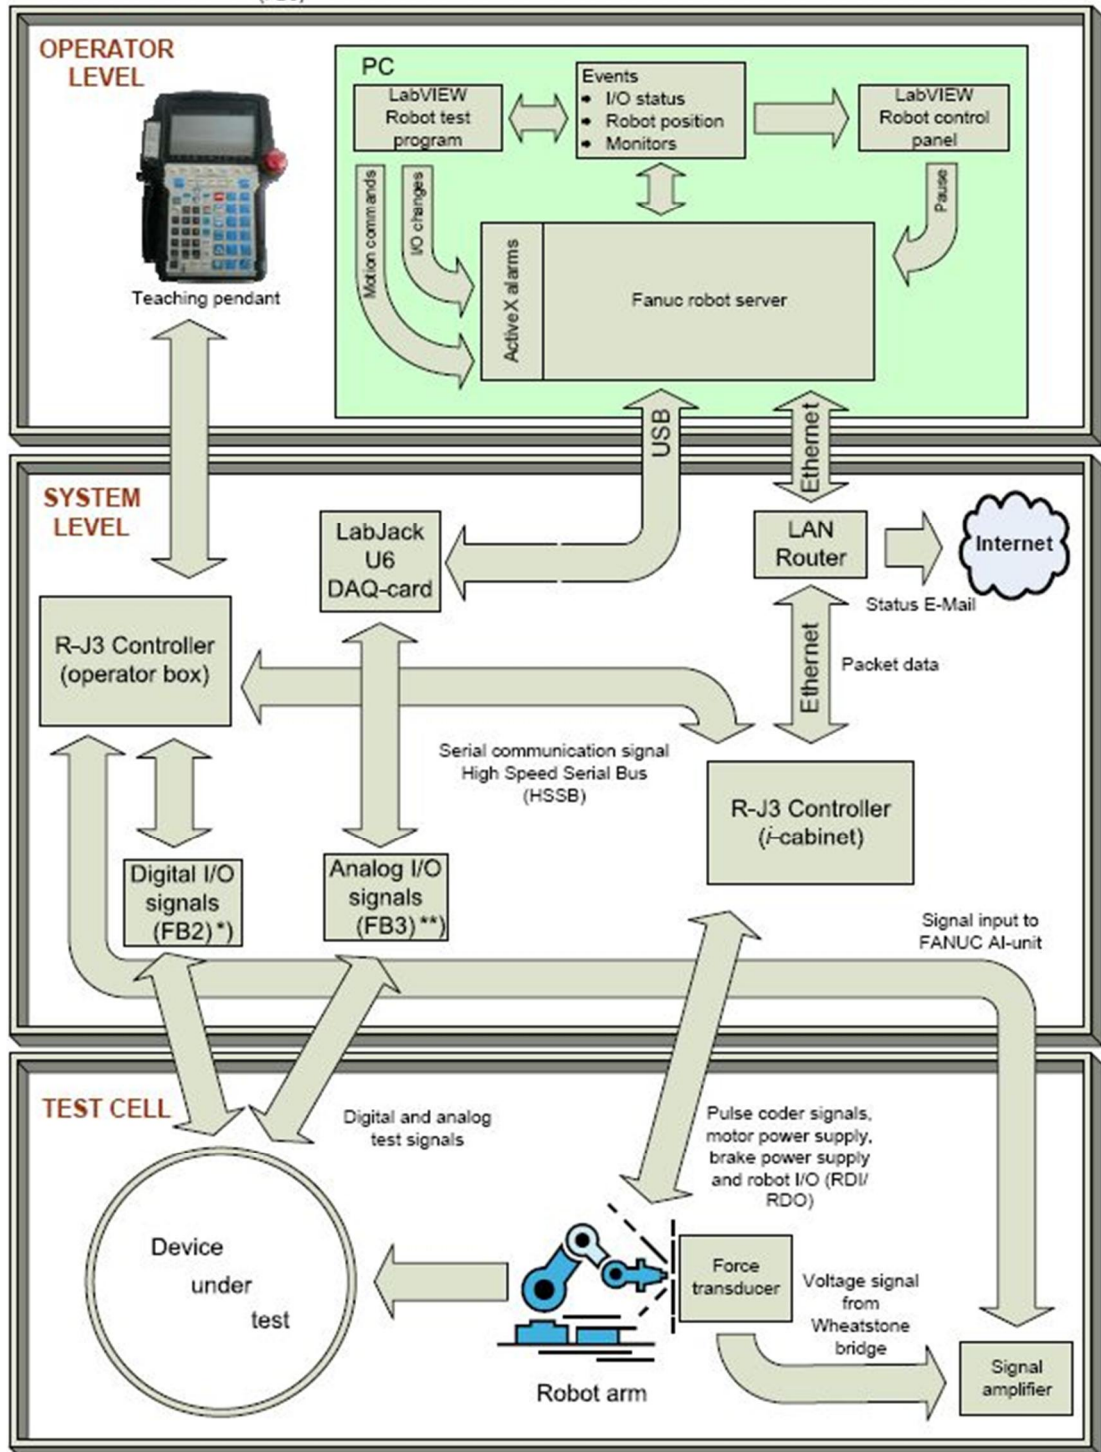 OPERATOR
LEVEL
PC
LabVIEW
Robot test
program
Events
I/O status
Robot position
Monitors
LabVIEW
Robot control
panel
Motion commands
I/O changes
Pause
ActiveX alarms
Fanuc robot server
Teaching pendant
USB
Ethernet
SYSTEM
LEVEL
LabJack
U6
DAQ-card
LAN
Router
Internet
Status E-Mail
R-J3 Controller
(operator box)
Ethernet
Packet data
Serial communication signal
High Speed Serial Bus
(HSSB)
R-J3 Controller
(i-cabinet)
Digital I/O
signals
(FB2) *)
Analog I/O
signals
(FB3) **)
Signal input to
FANUC AI-unit
TEST CELL
Digital and analog
test signals
Pulse coder signals,
motor power supply,
brake power supply
and robot I/O (RDI/
RDO)
Device
under
test
Force
transducer
Voltage signal
from
Wheatstone
bridge
Robot arm
Signal
amplifier